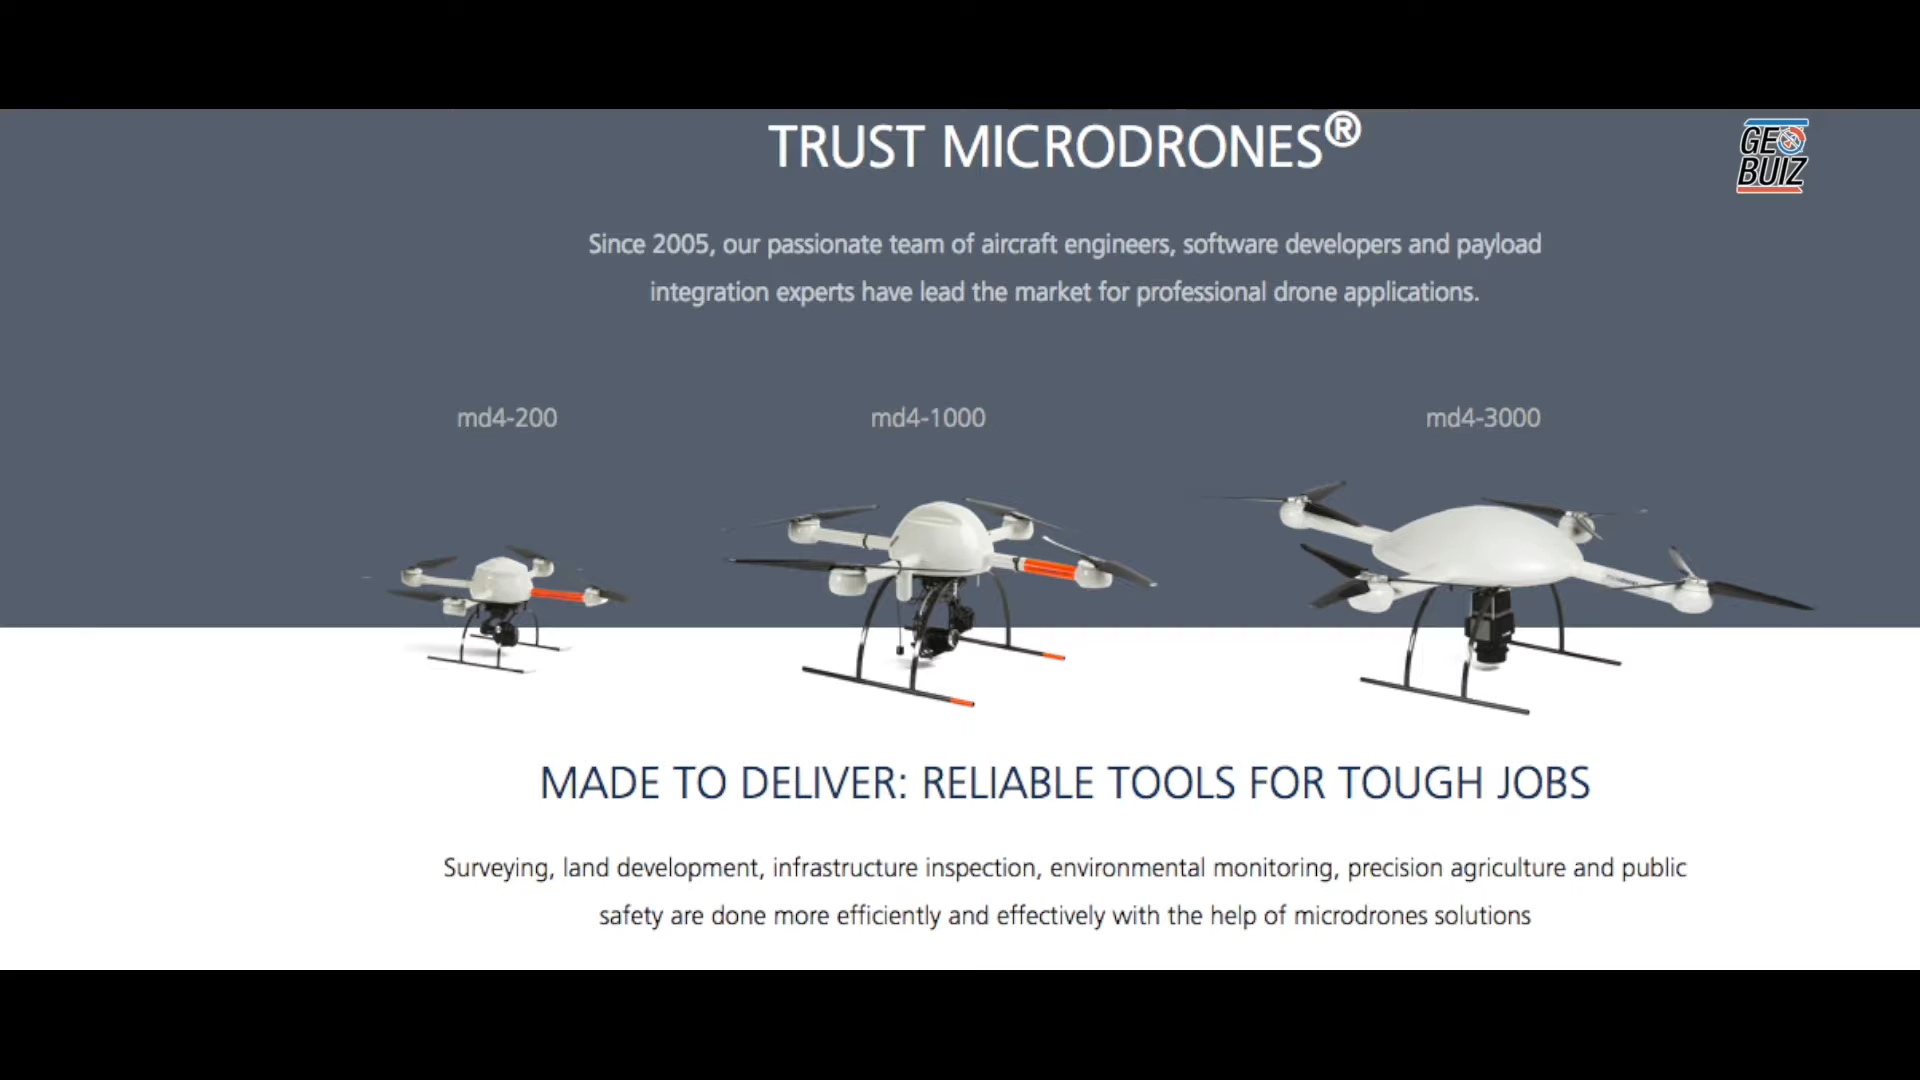 TRUST MICRODRONES®
GEO
BUIZ
Since 2005, our passionate team of aircraft engineers, software developers and payload
integration experts have lead the market for professional drone applications.
md4-200 md4-1000 md4-3000
MADE TO DELIVER: RELIABLE TOOLS FOR TOUGH JOBS
Surveying, land development, infrastructure inspection, environmental monitoring, precision agriculture and public
safety are done more efficiently and effectively with the help of microdrones solutions